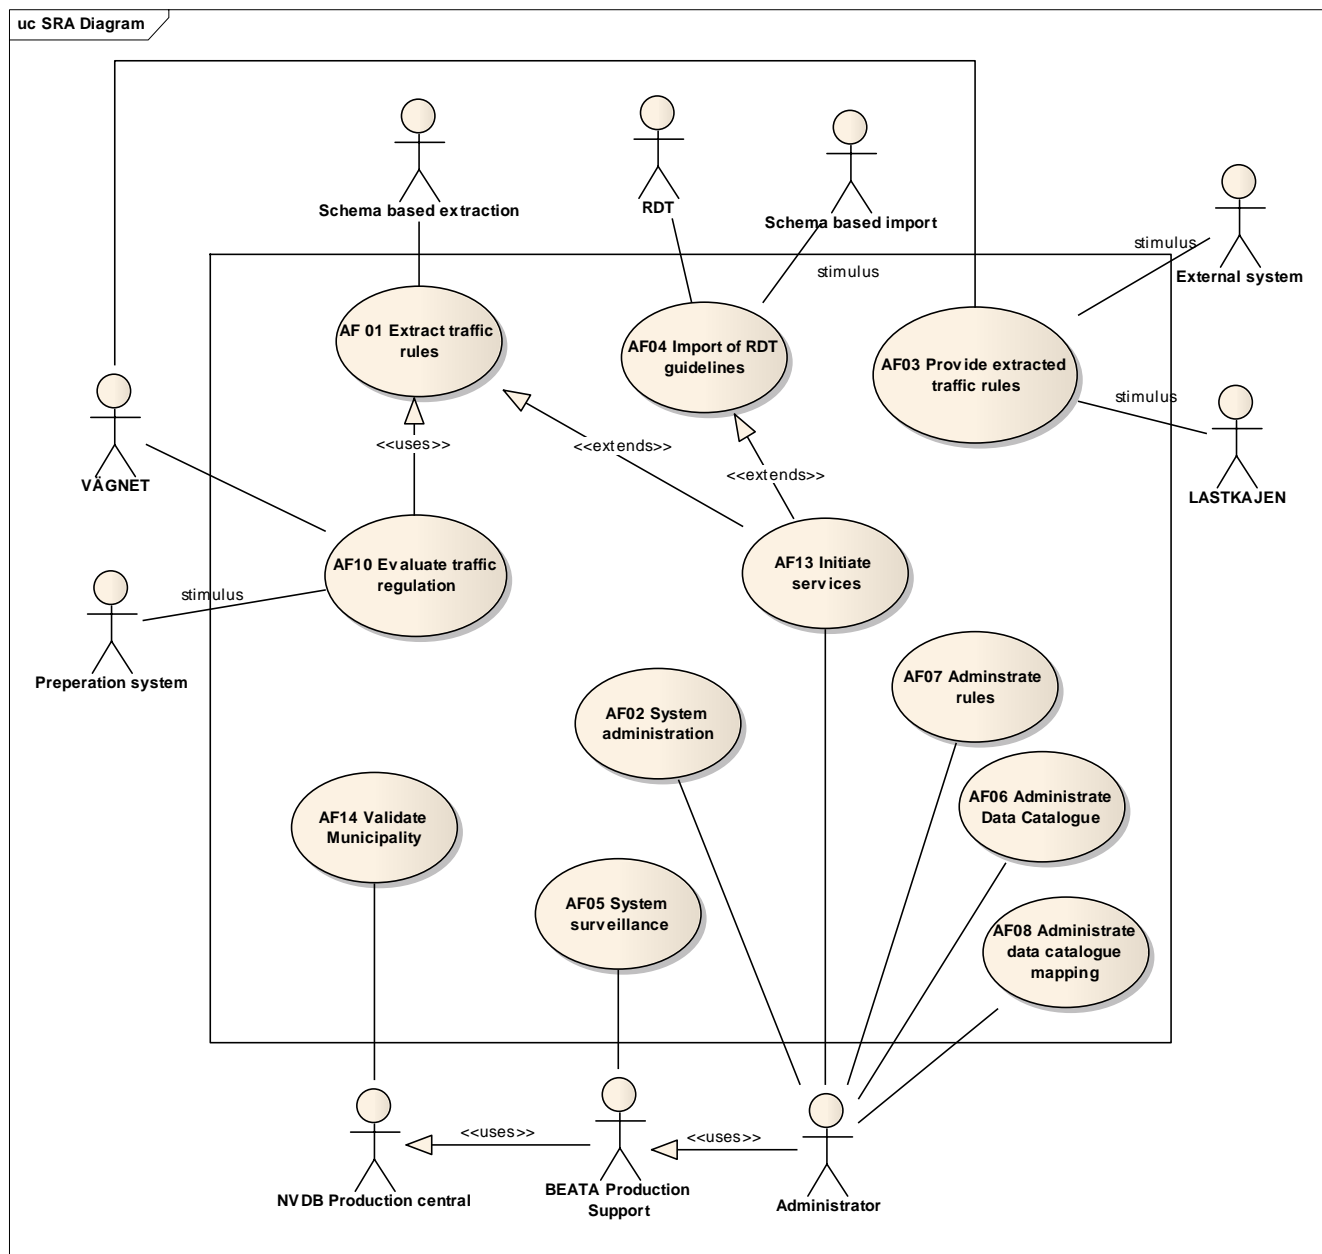 uc SRA Diagram
Schema based extraction
RDT
Schema based import
stimulus
External system
stimulus
AF 01 Extract traffic
rules
AF04 Import of RDT
guidelines
AF03 Provide extracted
traffic rules
stimulus
<<uses>>
<<extends>>
<<extends>>
VÄGNET
LASTKAJEN
AF10 Evaluate traffic
regulation
AF13 Initiate
services
stimulus
Preperation system
AF07 Adminstrate
rules
AF02 System
administration
AF06 Administrate
Data Catalogue
AF14 Validate
Municipality
AF05 System
surveillance
AF08 Administrate
data catalogue
mapping
<<uses>>
<<uses>>
NVDB Production central
BEATA Production
Support
Administrator